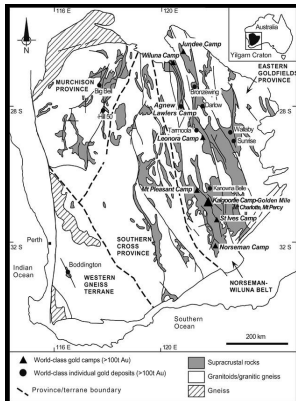 116 E
120 E
Australia
Yilgarn Craton
N
Jundee Camp
Wiluna Camp
EASTERN
GOLDFIELDS
PROVINCE
MURCHISON
PROVINCE
Big Bell
Bronzewing
28 S
28 S
Hill 50
Agnew
Lawlers Camp
Darlow
Wallaby
Tarmoola
Sunrise
Leonora Camp
Kanowna Belle
Mt Pleasant Camp
Kalgoorlie Camp-Golden Mile
Mt Charlotte, Mt Percy
St Ives Camp
Perth
SOUTHERN
CROSS
PROVINCE
32 S
32 S
Norseman Camp
Indian
Ocean
Boddington
WESTERN
GNEISS
TERRANE
NORSEMAN-
WILUNA BELT
Southern
Ocean
200 km
116 E
120 E
World-class gold camps (>100t Au)
World-class individual gold deposits (>100t Au)
Province/terrane boundary
Supracrustal rocks
Granitoids/granitic gneiss
Gneiss